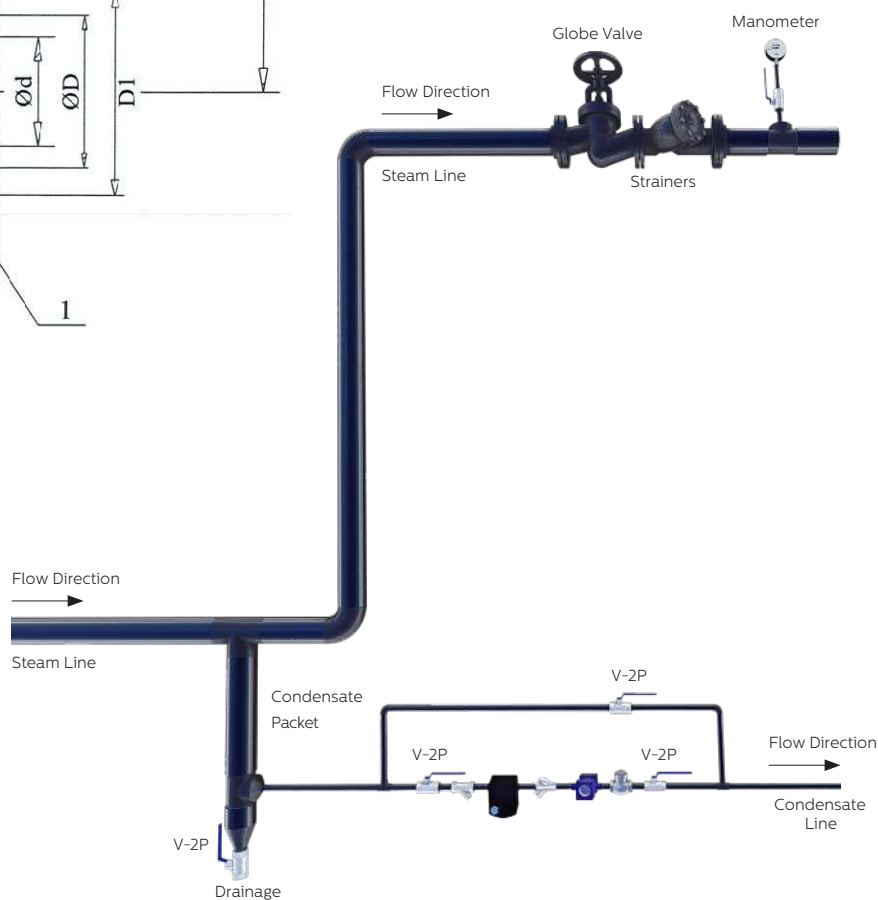 Globe Valve
Manometer
Ød
ØD
D1
Flow Direction
Steam Line
Strainers
1
Flow Direction
Steam Line
Condensate
Packet
V-2P
V-2P
V-2P
Flow Direction
Condensate
Line
V-2P
Drainage